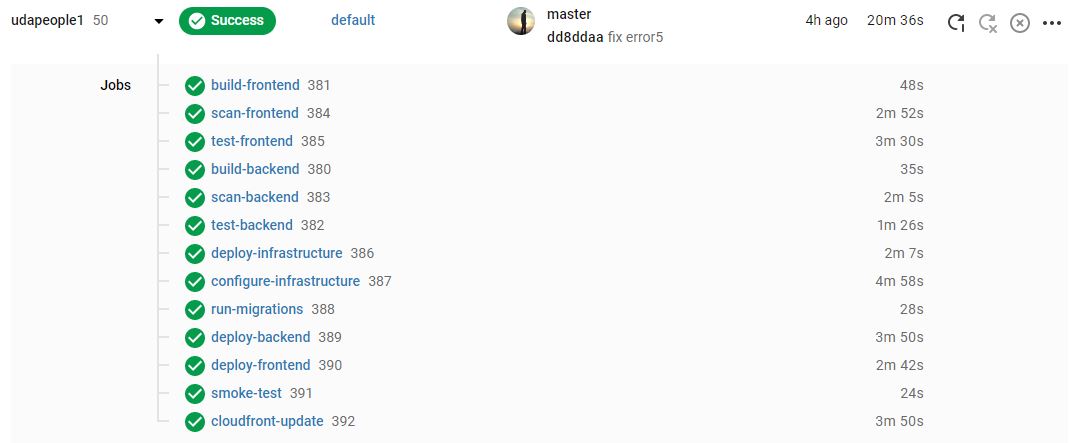 udapeople1 50 Success default master 4h ago 20m 36s
dd8ddaa fix error5
Jobs build-frontend 381 48s
scan-frontend 384 2m 52s
test-frontend 385 3m 30s
build-backend 380 35s
scan-backend 383 2m 5s
test-backend 382 1m 26s
deploy-infrastructure 386 2m 7s
configure-infrastructure 387 4m 58s
run-migrations 388 28s
deploy-backend 389 3m 50s
deploy-frontend 390 2m 42s
smoke-test 391 24s
cloudfront-update 392 3m 50s